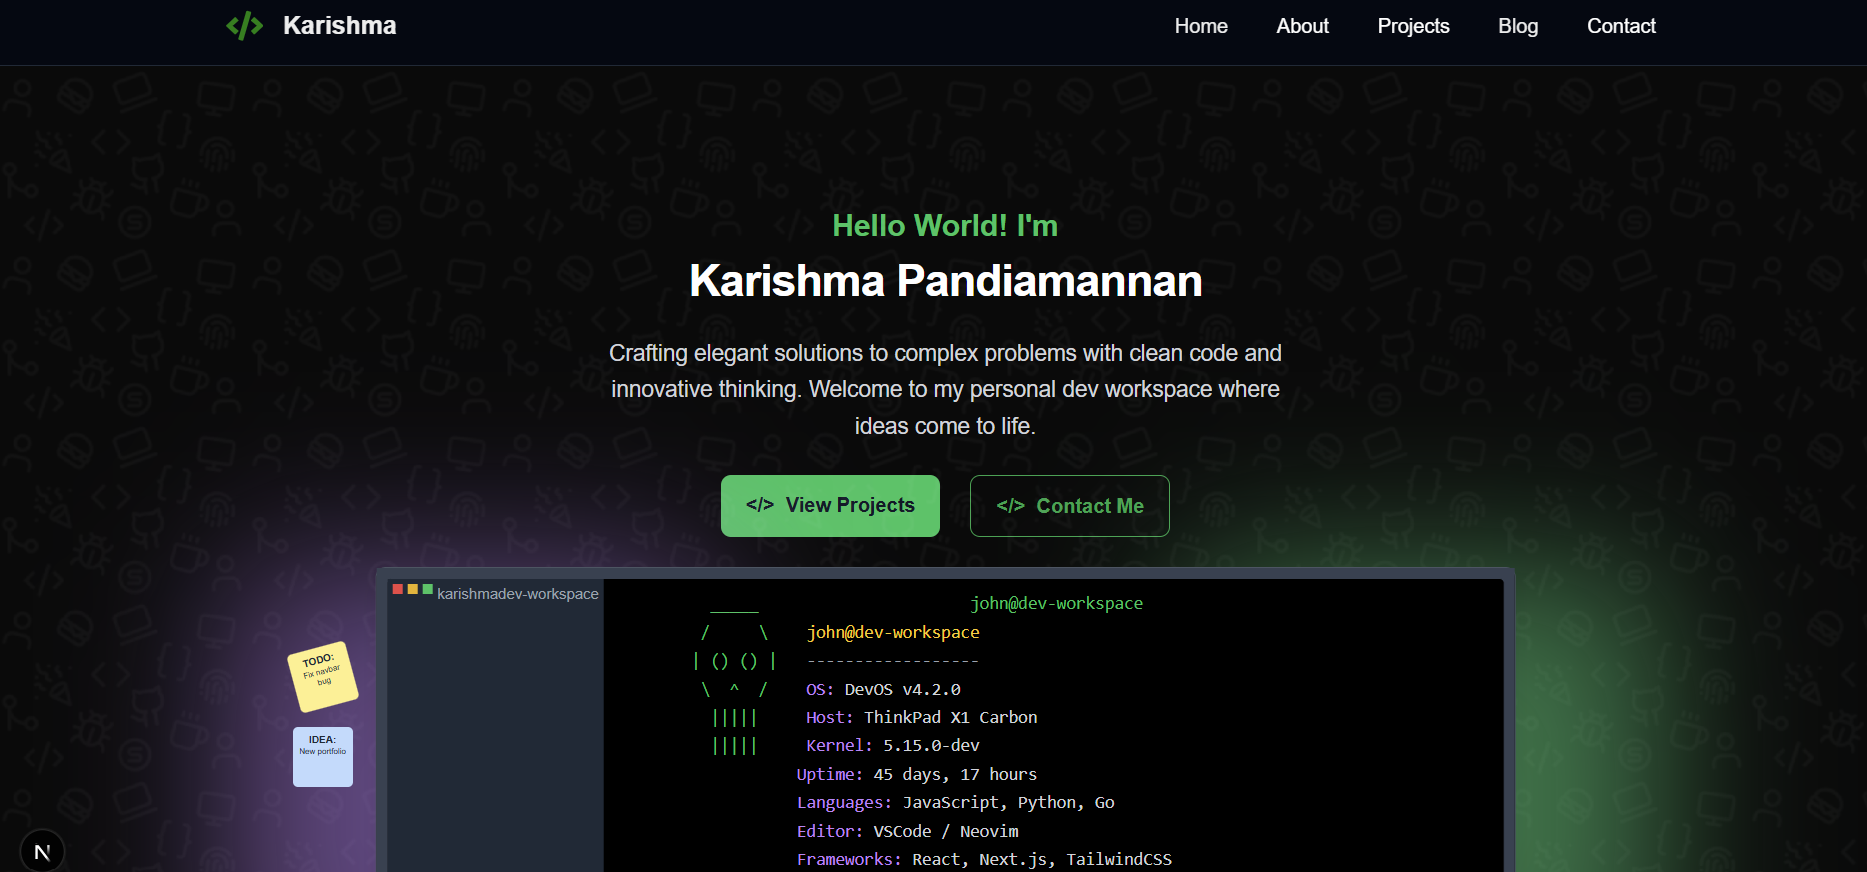 </> Karishma
Home About Projects Blog Contact
Hello World! I'm
Karishma Pandiamannan
Crafting elegant solutions to complex problems with clean code and
innovative thinking. Welcome to my personal dev workspace where
ideas come to life.
</> View Projects
</> Contact Me
karishmadev-workspace
TODO:
Fix navbar
bug
IDEA:
New portfolio
_____ john@dev-workspace
/ \ john@dev-workspace
| () () | ------------------
\ ^ / OS: DevOS v4.2.0
||||| Host: ThinkPad X1 Carbon
||||| Kernel: 5.15.0-dev
Uptime: 45 days, 17 hours
Languages: JavaScript, Python, Go
Editor: VSCode / Neovim
Frameworks: React, Next.js, TailwindCSS
N